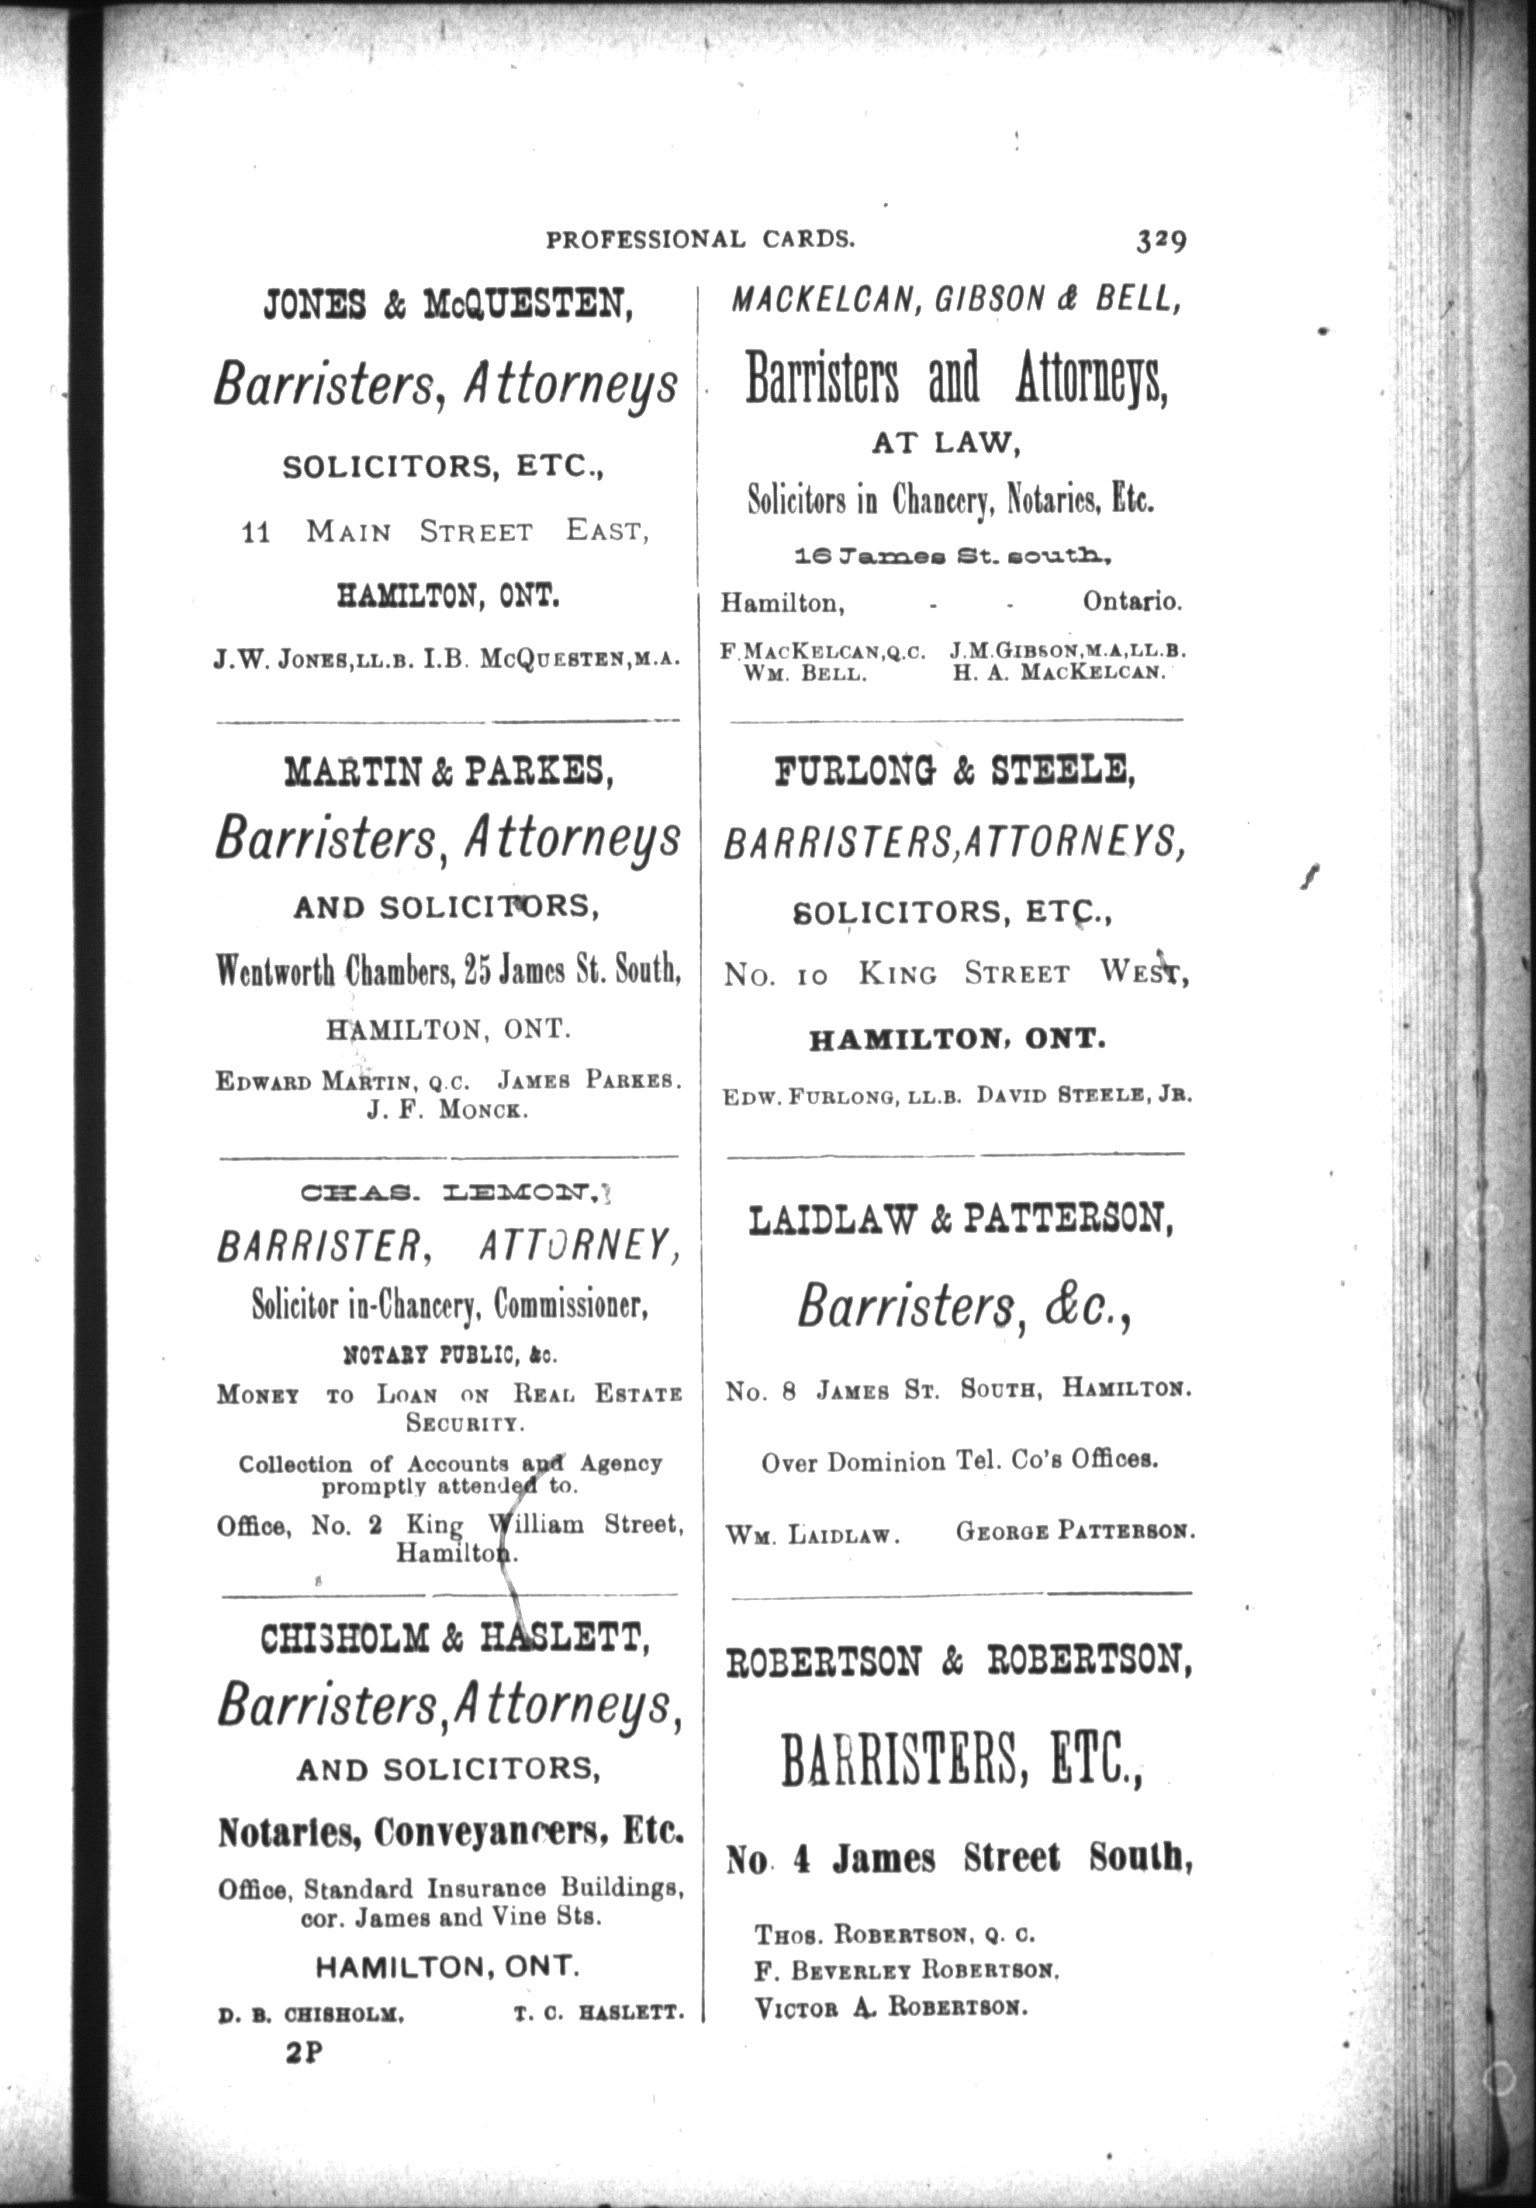 PROFESSIONAL CARDS. 329
JONES & McQUESTEN,
Barristers, Attorneys
SOLICITORS, ETC.,
11 MAIN STREET EAST,
HAMILTON, ONT.
J.W. JONES, LL.B. I.B. McQUESTEN, M.A.
MARTIN & PARKES,
Barristers, Attorneys
AND SOLICITORS,
Wentworth Chambers, 25 James St. South,
HAMILTON, ONT.
EDWARD MARTIN, Q.C. JAMES PARKES.
J. F. MONCK.
CHAS. LEMON,
BARRISTER, ATTORNEY,
Solicitor in-Chancery, Commissioner,
NOTARY PUBLIC, &c.
MONEY TO LOAN ON REAL ESTATE
SECURITY.
Collection of Accounts and Agency
promptly attended to.
Office, No. 2 King William Street,
Hamilton.
CHISHOLM & HASLETT,
Barristers, Attorneys,
AND SOLICITORS,
Notaries, Conveyancers, Etc.
Office, Standard Insurance Buildings,
cor. James and Vine Sts.
HAMILTON, ONT.
D. B. CHISHOLM, T. C. HASLETT.
2P
MACKELCAN, GIBSON & BELL,
Barristers and Attorneys,
AT LAW,
Solicitors in Chancery, Notaries, Etc.
16 James St. south,
Hamilton, - - Ontario.
F. MACKELCAN, Q.C. J.M. GIBSON, M.A, LL.B.
WM. BELL. H. A. MACKELCAN.
FURLONG & STEELE,
BARRISTERS, ATTORNEYS,
SOLICITORS, ETC.,
NO. 10 KING STREET WEST,
HAMILTON, ONT.
EDW. FURLONG, LL.B. DAVID STEELE, JR.
LAIDLAW & PATTERSON,
Barristers, &c.,
NO. 8 JAMES ST. SOUTH, HAMILTON.
Over Dominion Tel. Co's Offices.
WM. LAIDLAW. GEORGE PATTERSON.
ROBERTSON & ROBERTSON,
BARRISTERS, ETC.,
No. 4 James Street South,
THOS. ROBERTSON, Q. C.
F. BEVERLEY ROBERTSON.
VICTOR A. ROBERTSON.